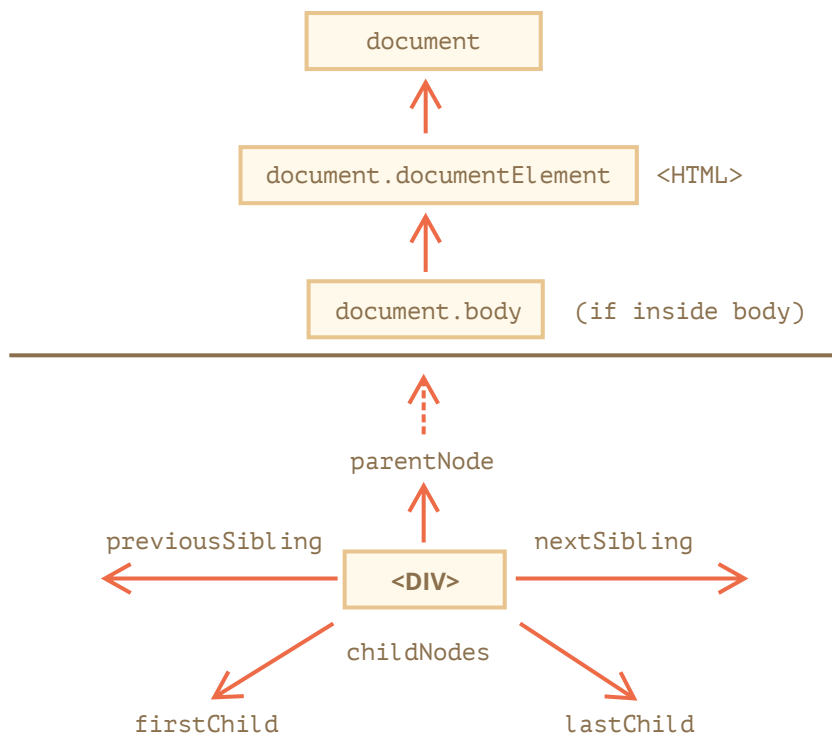 document
document.documentElement <HTML>
document.body (if inside body)
parentNode
previousSibling nextSibling
<DIV>
childNodes
firstChild lastChild